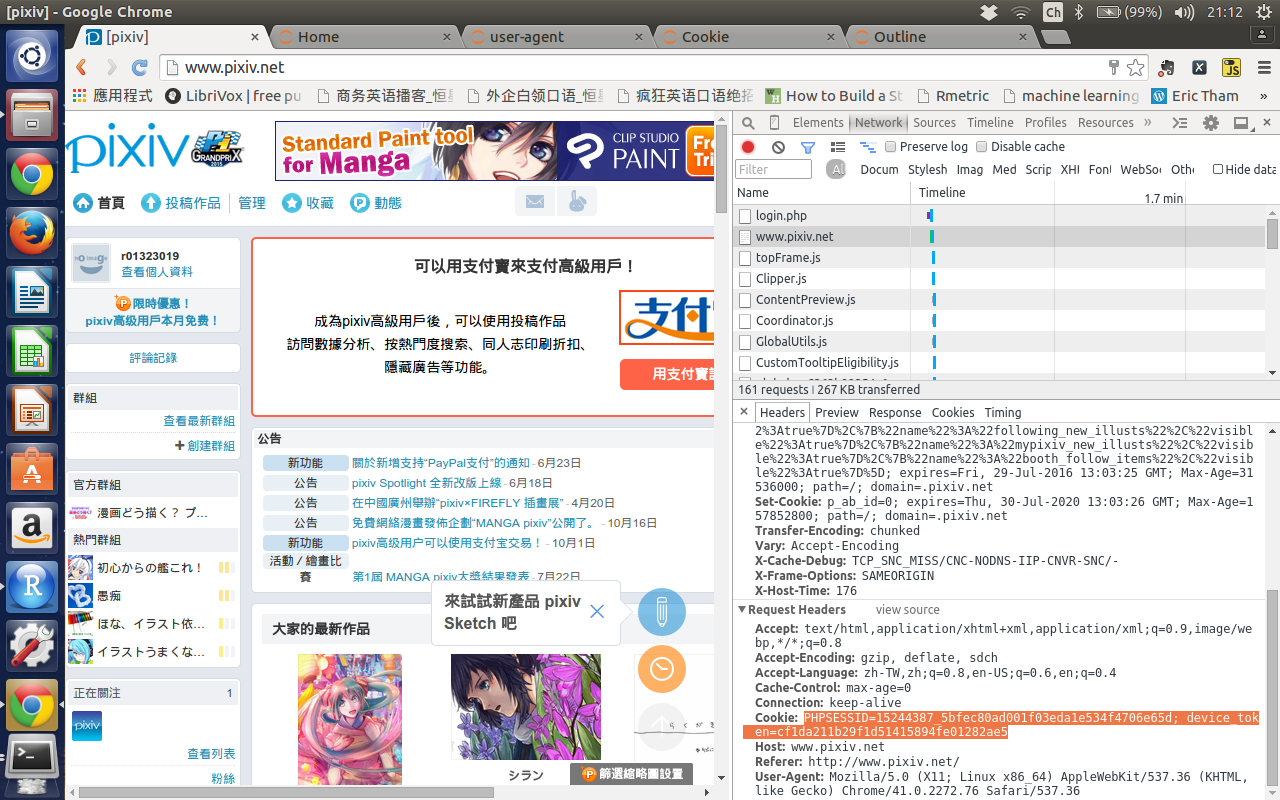 [pixiv] - Google Chrome
Ch
(99%)
21:12
[pixiv]
Home
user-agent
Cookie
Outline
www.pixiv.net
應用程式
LibriVox | free pu
商务英语播客_恒星
外企白领口语_恒星
疯狂英语口语绝招
How to Build a St
Rmetric
machine learning
Eric Tham
»
pixiv
PIXIV GRANDPRIX 2015
Standard Paint tool
for Manga
CLIP STUDIO
PAINT
Free
Tri
首頁
投稿作品
管理
收藏
動態
no image
r01323019
查看個人資料
限時優惠！
pixiv高級用戶本月免費！
評論記錄
群組
查看最新群組
創建群組
官方群組
漫画どう描く？ プ…
熱門群組
初心からの艦これ！
愚痴
ほな、イラスト依…
イラストうまくな…
正在關注
1
pixiv
查看列表
粉絲
可以用支付寶來支付高級用戶！
成為pixiv高級用戶後，可以使用投稿作品
訪問數據分析、按熱門度搜索、同人志印刷折扣、
隱藏廣告等功能。
支付
用支付寶
公告
新功能 關於新增支持“PayPal支付”的通知 - 6月23日
公告 pixiv Spotlight 全新改版上線 - 6月18日
公告 在中國廣州舉辦“pixiv×FIREFLY 插畫展” - 4月20日
公告 免費網絡漫畫發佈企劃“MANGA pixiv”公開了。 - 10月16日
新功能 pixiv高级用户可以使用支付宝交易！ - 10月1日
活動 / 繪畫比
賽 第1屆 MANGA pixiv大獎結果發表 - 7月22日
來試試新產品 pixiv
Sketch 吧
大家的最新作品
シラン
篩選縮略圖設置
Elements
Network
Sources
Timeline
Profiles
Resources
»
Preserve log
Disable cache
Filter
Al
Docum
Stylesh
Imag
Med
Scrip
XHI
Font
WebSoc
Othe
Hide data
Name
Timeline
1.7 min
login.php
www.pixiv.net
topFrame.js
Clipper.js
ContentPreview.js
Coordinator.js
GlobalUtils.js
CustomTooltipEligibility.js
161 requests | 267 KB transferred
Headers
Preview
Response
Cookies
Timing
2%3Atrue%7D%2C%7B%22name%22%3A%22following_new_illusts%22%2C%22visibl
e%22%3Atrue%7D%2C%7B%22name%22%3A%22mypixiv_new_illusts%22%2C%22visib
le%22%3Atrue%7D%2C%7B%22name%22%3A%22booth_follow_items%22%2C%22visib
le%22%3Atrue%7D%5D; expires=Fri, 29-Jul-2016 13:03:25 GMT; Max-Age=31
536000; path=/; domain=.pixiv.net
Set-Cookie: p_ab_id=0; expires=Thu, 30-Jul-2020 13:03:26 GMT; Max-Age=1
57852800; path=/; domain=.pixiv.net
Transfer-Encoding: chunked
Vary: Accept-Encoding
X-Cache-Debug: TCP_SNC_MISS/CNC-NODNS-IIP-CNVR-SNC/-
X-Frame-Options: SAMEORIGIN
X-Host-Time: 176
Request Headers view source
Accept: text/html,application/xhtml+xml,application/xml;q=0.9,image/we
bp,*/*;q=0.8
Accept-Encoding: gzip, deflate, sdch
Accept-Language: zh-TW,zh;q=0.8,en-US;q=0.6,en;q=0.4
Cache-Control: max-age=0
Connection: keep-alive
Cookie: PHPSESSID=15244387_5bfec80ad001f03eda1e534f4706e65d; device_tok
en=cf1da211b29f1d51415894fe01282ae5
Host: www.pixiv.net
Referer: http://www.pixiv.net/
User-Agent: Mozilla/5.0 (X11; Linux x86_64) AppleWebKit/537.36 (KHTML,
like Gecko) Chrome/41.0.2272.76 Safari/537.36